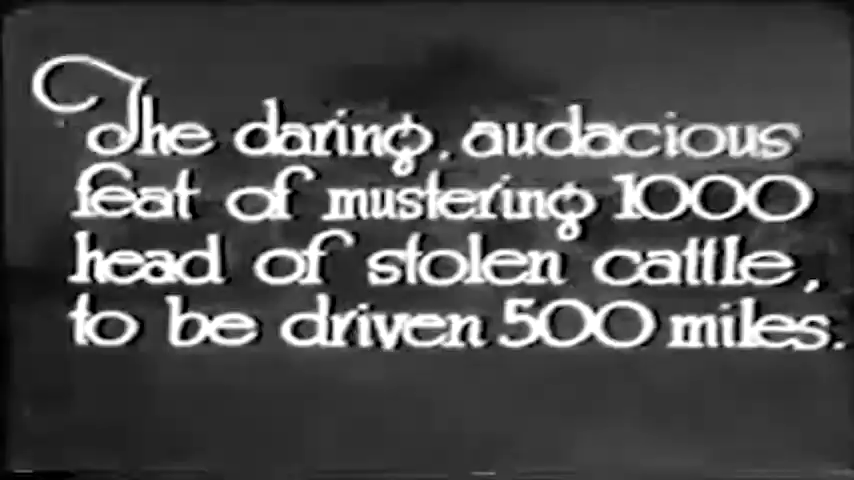 The daring, audacious
feat of mustering 1000
head of stolen cattle,
to be driven 500 miles.